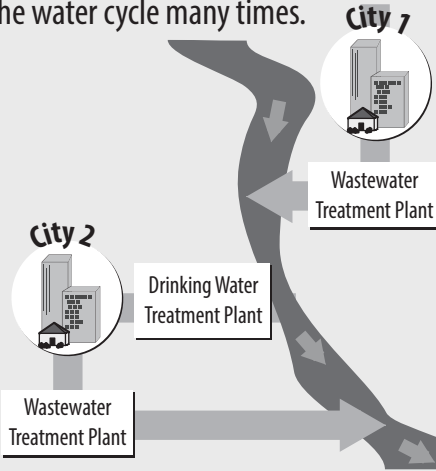 he water cycle many times.
City 1
Wastewater
Treatment Plant
City 2
Drinking Water
Treatment Plant
Wastewater
Treatment Plant